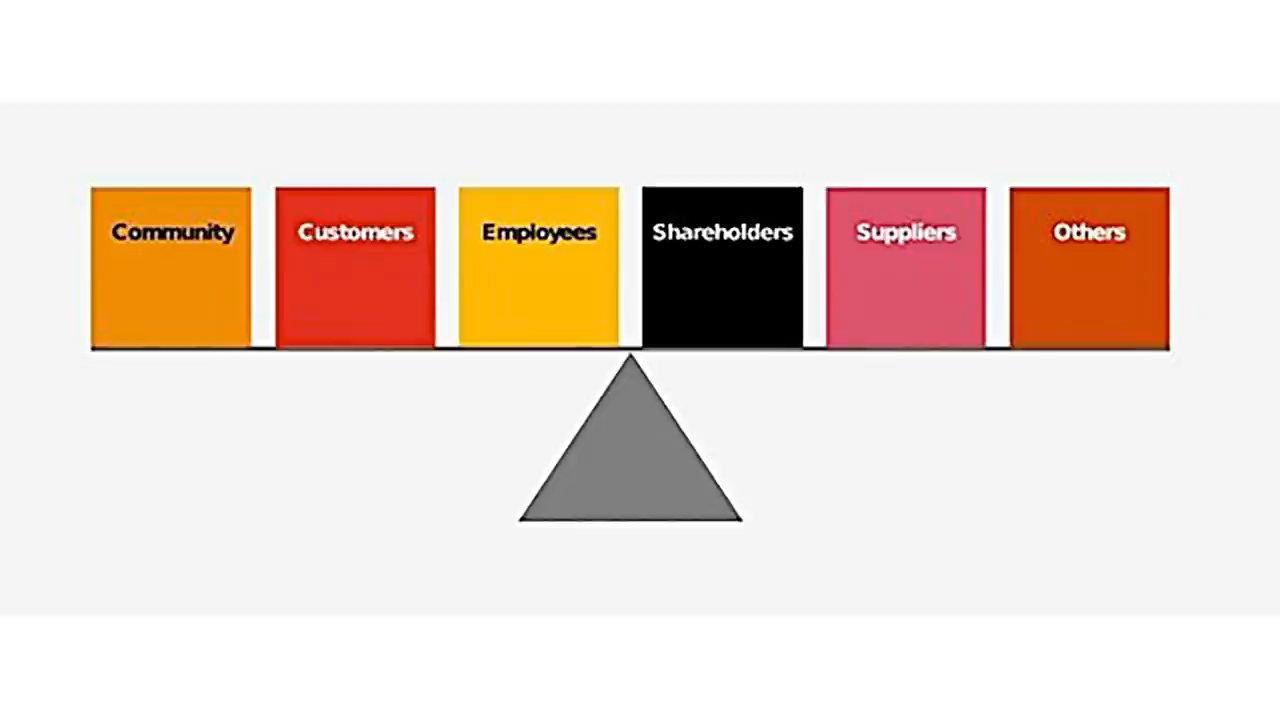 Community
Customers
Employees
Shareholders
Suppliers
Others